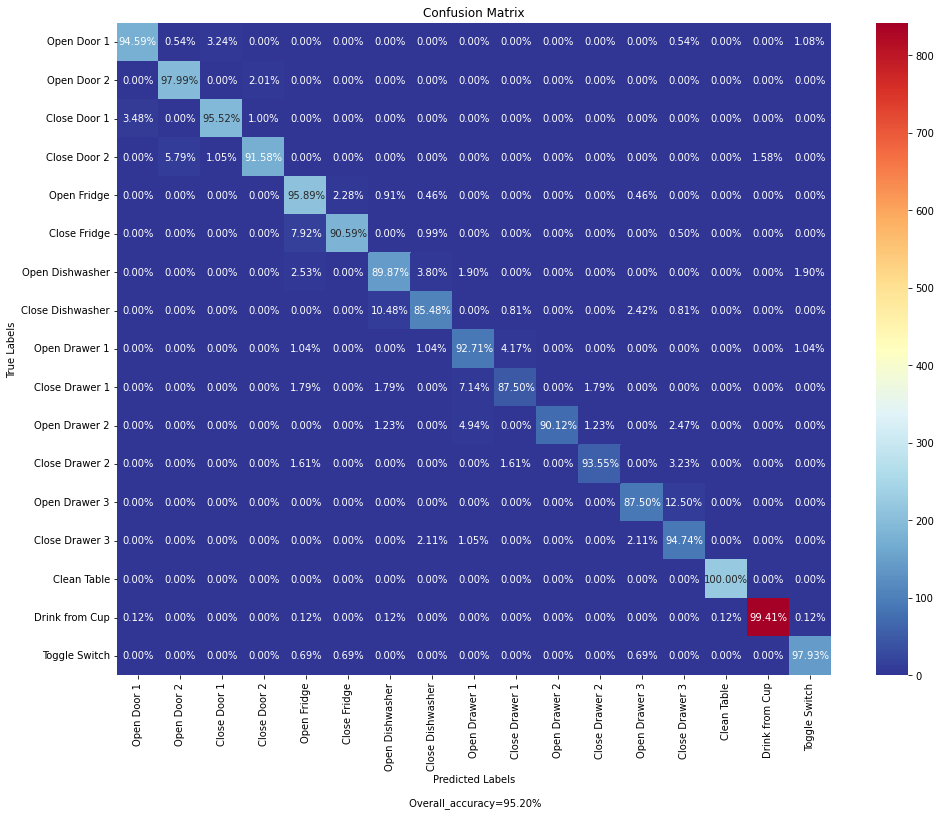 Confusion Matrix
Open Door 1 94.59% 0.54% 3.24% 0.00% 0.00% 0.00% 0.00% 0.00% 0.00% 0.00% 0.00% 0.00% 0.00% 0.54% 0.00% 0.00% 1.08%
Open Door 2 0.00% 97.99% 0.00% 2.01% 0.00% 0.00% 0.00% 0.00% 0.00% 0.00% 0.00% 0.00% 0.00% 0.00% 0.00% 0.00% 0.00%
Close Door 1 3.48% 0.00% 95.52% 1.00% 0.00% 0.00% 0.00% 0.00% 0.00% 0.00% 0.00% 0.00% 0.00% 0.00% 0.00% 0.00% 0.00%
Close Door 2 0.00% 5.79% 1.05% 91.58% 0.00% 0.00% 0.00% 0.00% 0.00% 0.00% 0.00% 0.00% 0.00% 0.00% 0.00% 1.58% 0.00%
Open Fridge 0.00% 0.00% 0.00% 0.00% 95.89% 2.28% 0.91% 0.46% 0.00% 0.00% 0.00% 0.00% 0.46% 0.00% 0.00% 0.00% 0.00%
Close Fridge 0.00% 0.00% 0.00% 0.00% 7.92% 90.59% 0.00% 0.99% 0.00% 0.00% 0.00% 0.00% 0.00% 0.50% 0.00% 0.00% 0.00%
Open Dishwasher 0.00% 0.00% 0.00% 0.00% 2.53% 0.00% 89.87% 3.80% 1.90% 0.00% 0.00% 0.00% 0.00% 0.00% 0.00% 0.00% 1.90%
Close Dishwasher 0.00% 0.00% 0.00% 0.00% 0.00% 0.00% 10.48% 85.48% 0.00% 0.81% 0.00% 0.00% 2.42% 0.81% 0.00% 0.00% 0.00%
Open Drawer 1 0.00% 0.00% 0.00% 0.00% 1.04% 0.00% 0.00% 1.04% 92.71% 4.17% 0.00% 0.00% 0.00% 0.00% 0.00% 0.00% 1.04%
Close Drawer 1 0.00% 0.00% 0.00% 0.00% 1.79% 0.00% 1.79% 0.00% 7.14% 87.50% 0.00% 1.79% 0.00% 0.00% 0.00% 0.00% 0.00%
Open Drawer 2 0.00% 0.00% 0.00% 0.00% 0.00% 0.00% 1.23% 0.00% 4.94% 0.00% 90.12% 1.23% 0.00% 2.47% 0.00% 0.00% 0.00%
Close Drawer 2 0.00% 0.00% 0.00% 0.00% 1.61% 0.00% 0.00% 0.00% 0.00% 1.61% 0.00% 93.55% 0.00% 3.23% 0.00% 0.00% 0.00%
Open Drawer 3 0.00% 0.00% 0.00% 0.00% 0.00% 0.00% 0.00% 0.00% 0.00% 0.00% 0.00% 0.00% 87.50% 12.50% 0.00% 0.00% 0.00%
Close Drawer 3 0.00% 0.00% 0.00% 0.00% 0.00% 0.00% 0.00% 2.11% 1.05% 0.00% 0.00% 0.00% 2.11% 94.74% 0.00% 0.00% 0.00%
Clean Table 0.00% 0.00% 0.00% 0.00% 0.00% 0.00% 0.00% 0.00% 0.00% 0.00% 0.00% 0.00% 0.00% 0.00% 100.00% 0.00% 0.00%
Drink from Cup 0.12% 0.00% 0.00% 0.00% 0.12% 0.00% 0.12% 0.00% 0.00% 0.00% 0.00% 0.00% 0.00% 0.00% 0.12% 99.41% 0.12%
Toggle Switch 0.00% 0.00% 0.00% 0.00% 0.69% 0.69% 0.00% 0.00% 0.00% 0.00% 0.00% 0.00% 0.69% 0.00% 0.00% 0.00% 97.93%
True Labels
Open Door 1
Open Door 2
Close Door 1
Close Door 2
Open Fridge
Close Fridge
Open Dishwasher
Close Dishwasher
Open Drawer 1
Close Drawer 1
Open Drawer 2
Close Drawer 2
Open Drawer 3
Close Drawer 3
Clean Table
Drink from Cup
Toggle Switch
Predicted Labels
Overall_accuracy=95.20%
800
700
600
500
400
300
200
100
0